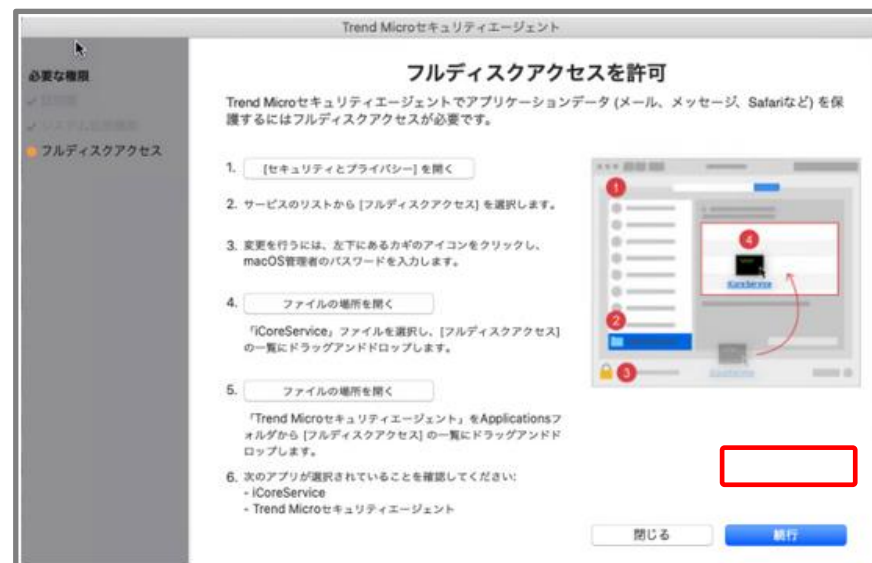 Trend Microセキュリティエージェント
必要な権限
フルディスクアクセス
フルディスクアクセスを許可
Trend Microセキュリティエージェントでアプリケーションデータ (メール、メッセージ、Safariなど) を保
護するにはフルディスクアクセスが必要です。
1. [セキュリティとプライバシー] を開く
2. サービスのリストから [フルディスクアクセス] を選択します。
3. 変更を行うには、左下にあるカギのアイコンをクリックし、
macOS管理者のパスワードを入力します。
4. ファイルの場所を開く
「iCoreService」ファイルを選択し、[フルディスクアクセス]
の一覧にドラッグアンドドロップします。
5. ファイルの場所を開く
「Trend Microセキュリティエージェント」をApplicationsフ
ォルダから [フルディスクアクセス] の一覧にドラッグアンドド
ロップします。
6. 次のアプリが選択されていることを確認してください:
- iCoreService
- Trend Microセキュリティエージェント
1
4
iCoreService
2
3
閉じる
続行